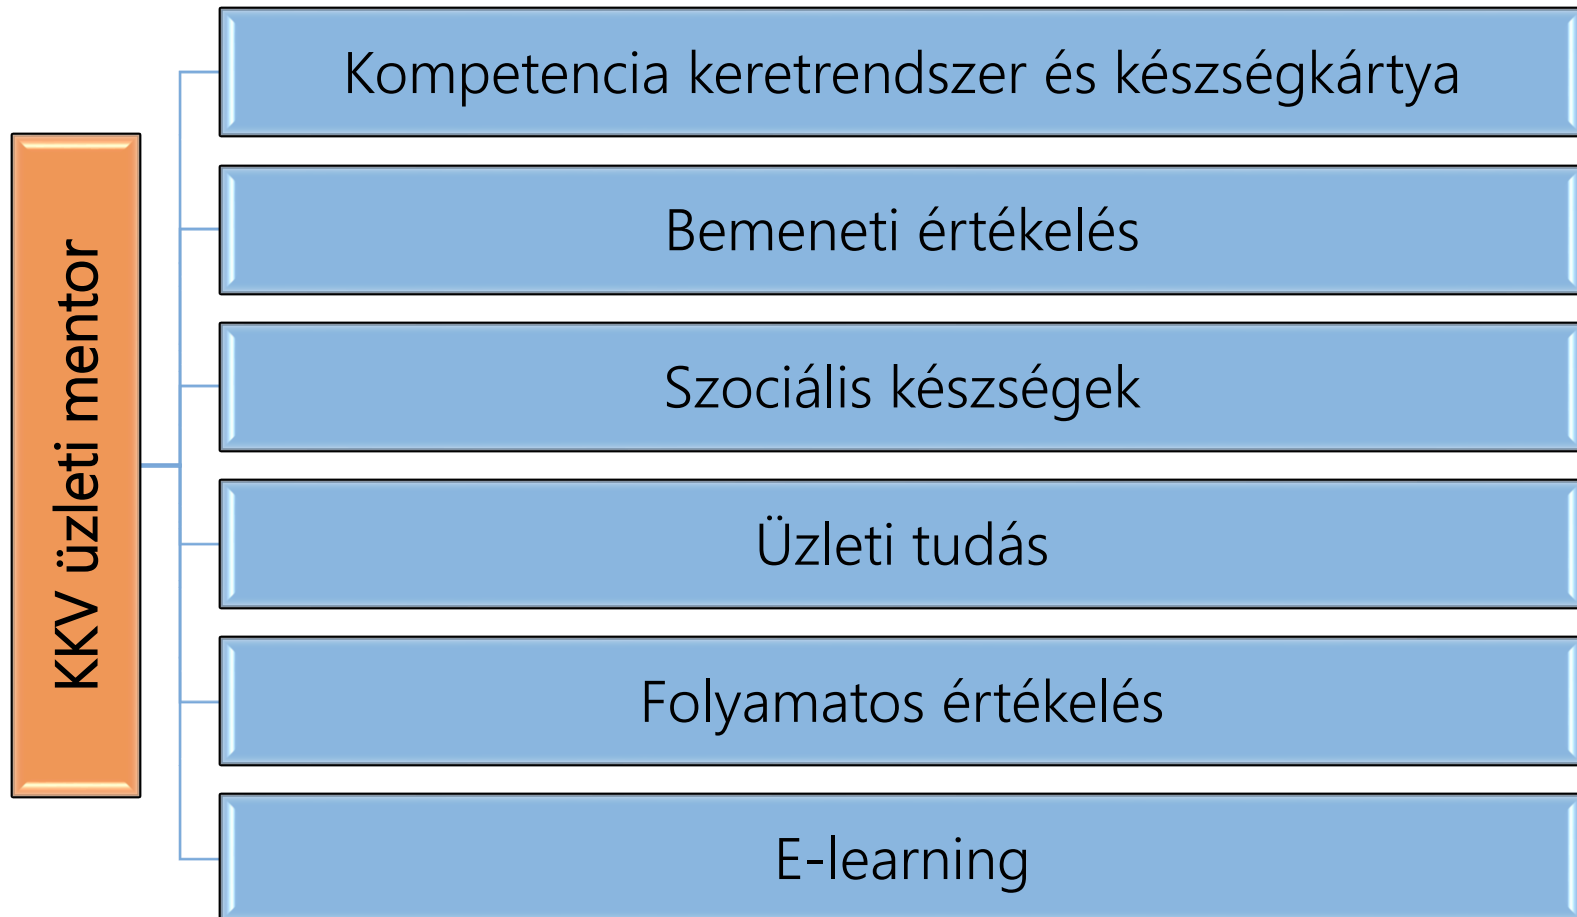 KKV üzleti mentor
Kompetencia keretrendszer és készségkártya
Bemeneti értékelés
Szociális készségek
Üzleti tudás
Folyamatos értékelés
E-learning